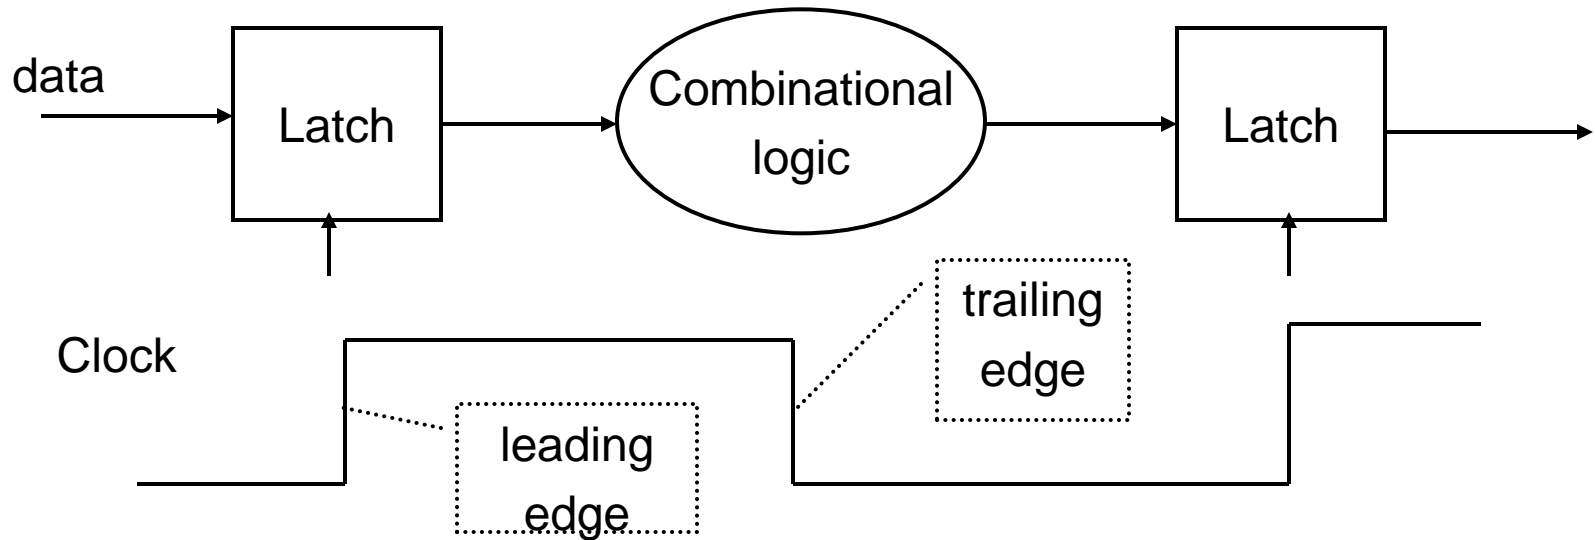 data
Latch
Combinational
logic
Latch
Clock
leading
edge
trailing
edge